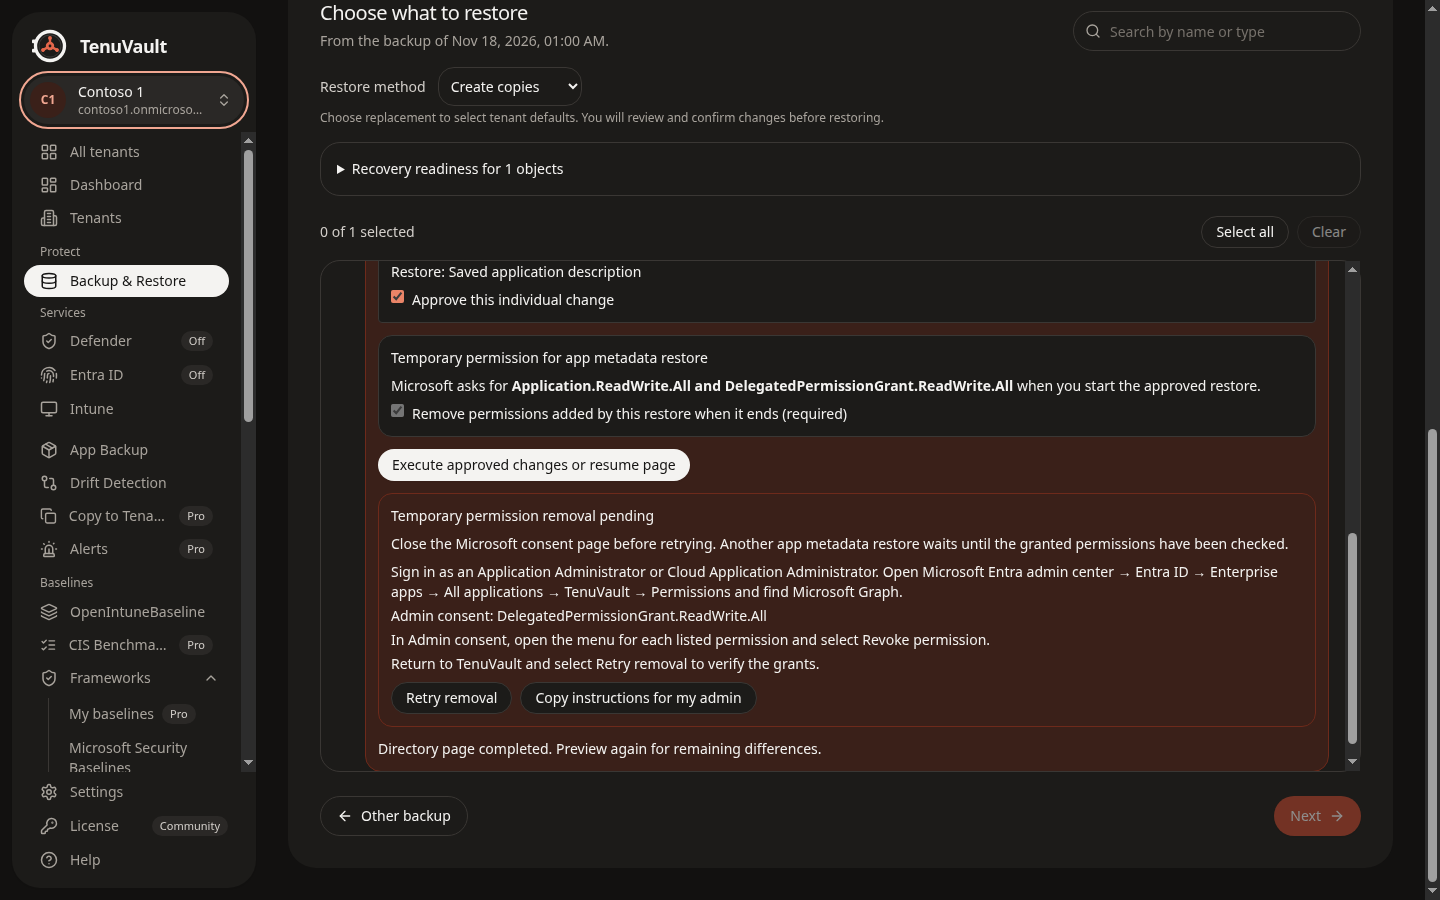 TenuVault
C1
Contoso 1
contoso1.onmicroso...
All tenants
Dashboard
Tenants
Protect
Backup & Restore
Services
Defender
Off
Entra ID
Off
Intune
App Backup
Drift Detection
Copy to Tena...
Pro
Alerts
Pro
Baselines
OpenIntuneBaseline
CIS Benchma...
Pro
Frameworks
My baselines
Pro
Microsoft Security
Baselines
Settings
License
Community
Help
Choose what to restore
From the backup of Nov 18, 2026, 01:00 AM.
Search by name or type
Restore method
Create copies
Choose replacement to select tenant defaults. You will review and confirm changes before restoring.
Recovery readiness for 1 objects
0 of 1 selected
Select all
Clear
Restore: Saved application description
Approve this individual change
Temporary permission for app metadata restore
Microsoft asks for Application.ReadWrite.All and DelegatedPermissionGrant.ReadWrite.All when you start the approved restore.
Remove permissions added by this restore when it ends (required)
Execute approved changes or resume page
Temporary permission removal pending
Close the Microsoft consent page before retrying. Another app metadata restore waits until the granted permissions have been checked.
Sign in as an Application Administrator or Cloud Application Administrator. Open Microsoft Entra admin center → Entra ID → Enterprise
apps → All applications → TenuVault → Permissions and find Microsoft Graph.
Admin consent: DelegatedPermissionGrant.ReadWrite.All
In Admin consent, open the menu for each listed permission and select Revoke permission.
Return to TenuVault and select Retry removal to verify the grants.
Retry removal
Copy instructions for my admin
Directory page completed. Preview again for remaining differences.
← Other backup
Next →